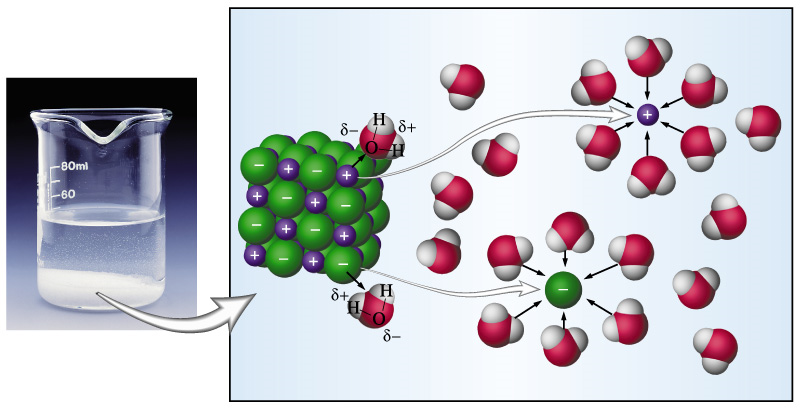 80ml
60
δ− H δ+
O H
− + − +
+ − + −
− + − +
+ − + −
δ+ H
H O
δ−
+
−